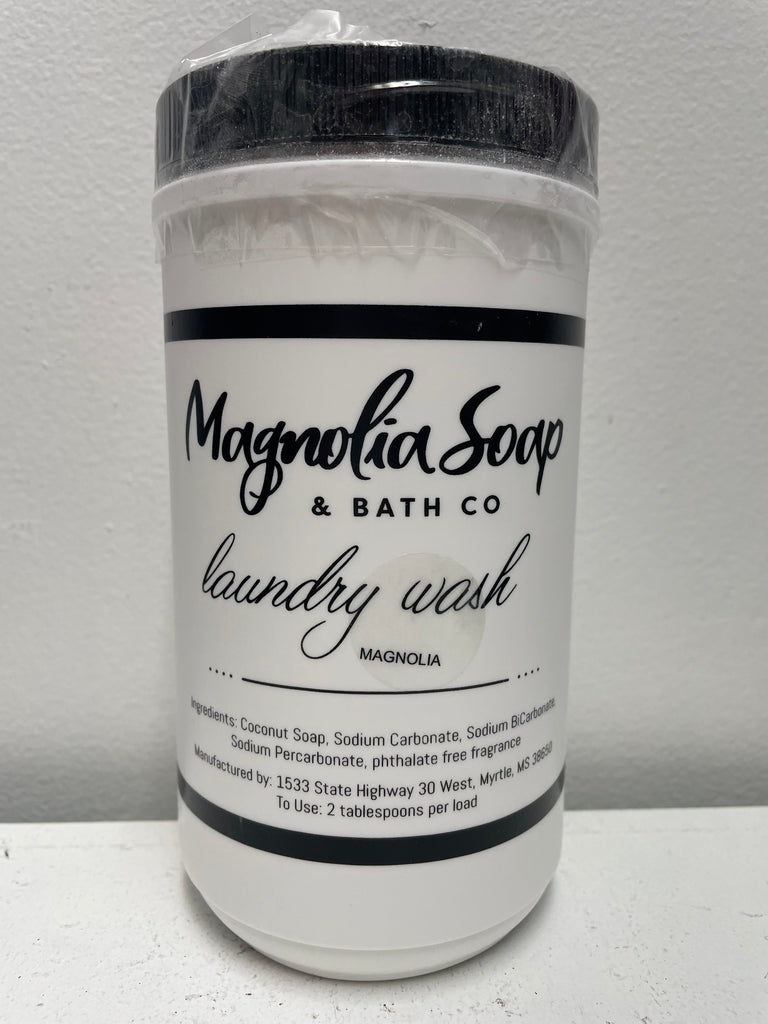 Magnolia Soap
& BATH CO
laundry wash
MAGNOLIA
Ingredients: Coconut Soap, Sodium Carbonate, Sodium BiCarbonate,
Sodium Percarbonate, phthalate free fragrance
Manufactured by: 1533 State Highway 30 West, Myrtle, MS 38650
To Use: 2 tablespoons per load